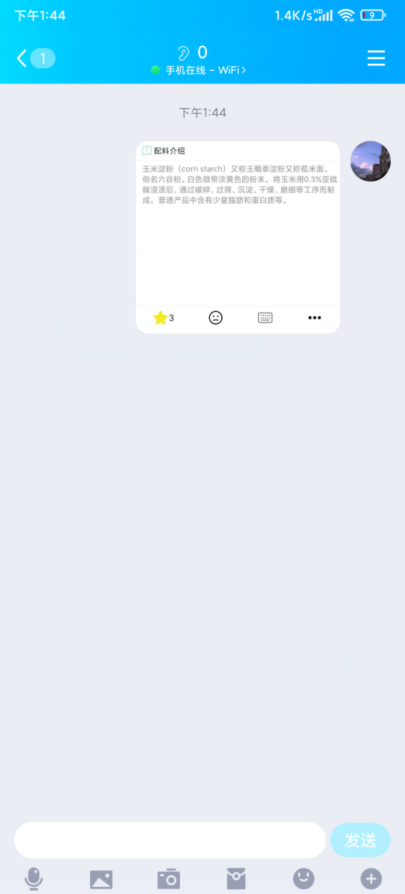 下午1:44
1.4K/s HD 9
1
0
手机在线 - WiFi>
下午1:44
配料介绍
玉米淀粉（corn starch）又称玉蜀黍淀粉又称苞米面。
俗名六谷粉。白色微带淡黄色的粉末。将玉米用0.3%亚硫
酸浸渍后，通过破碎、过筛、沉淀、干燥、磨细等工序而制
成。普通产品中含有少量脂肪和蛋白质等。
3
发送